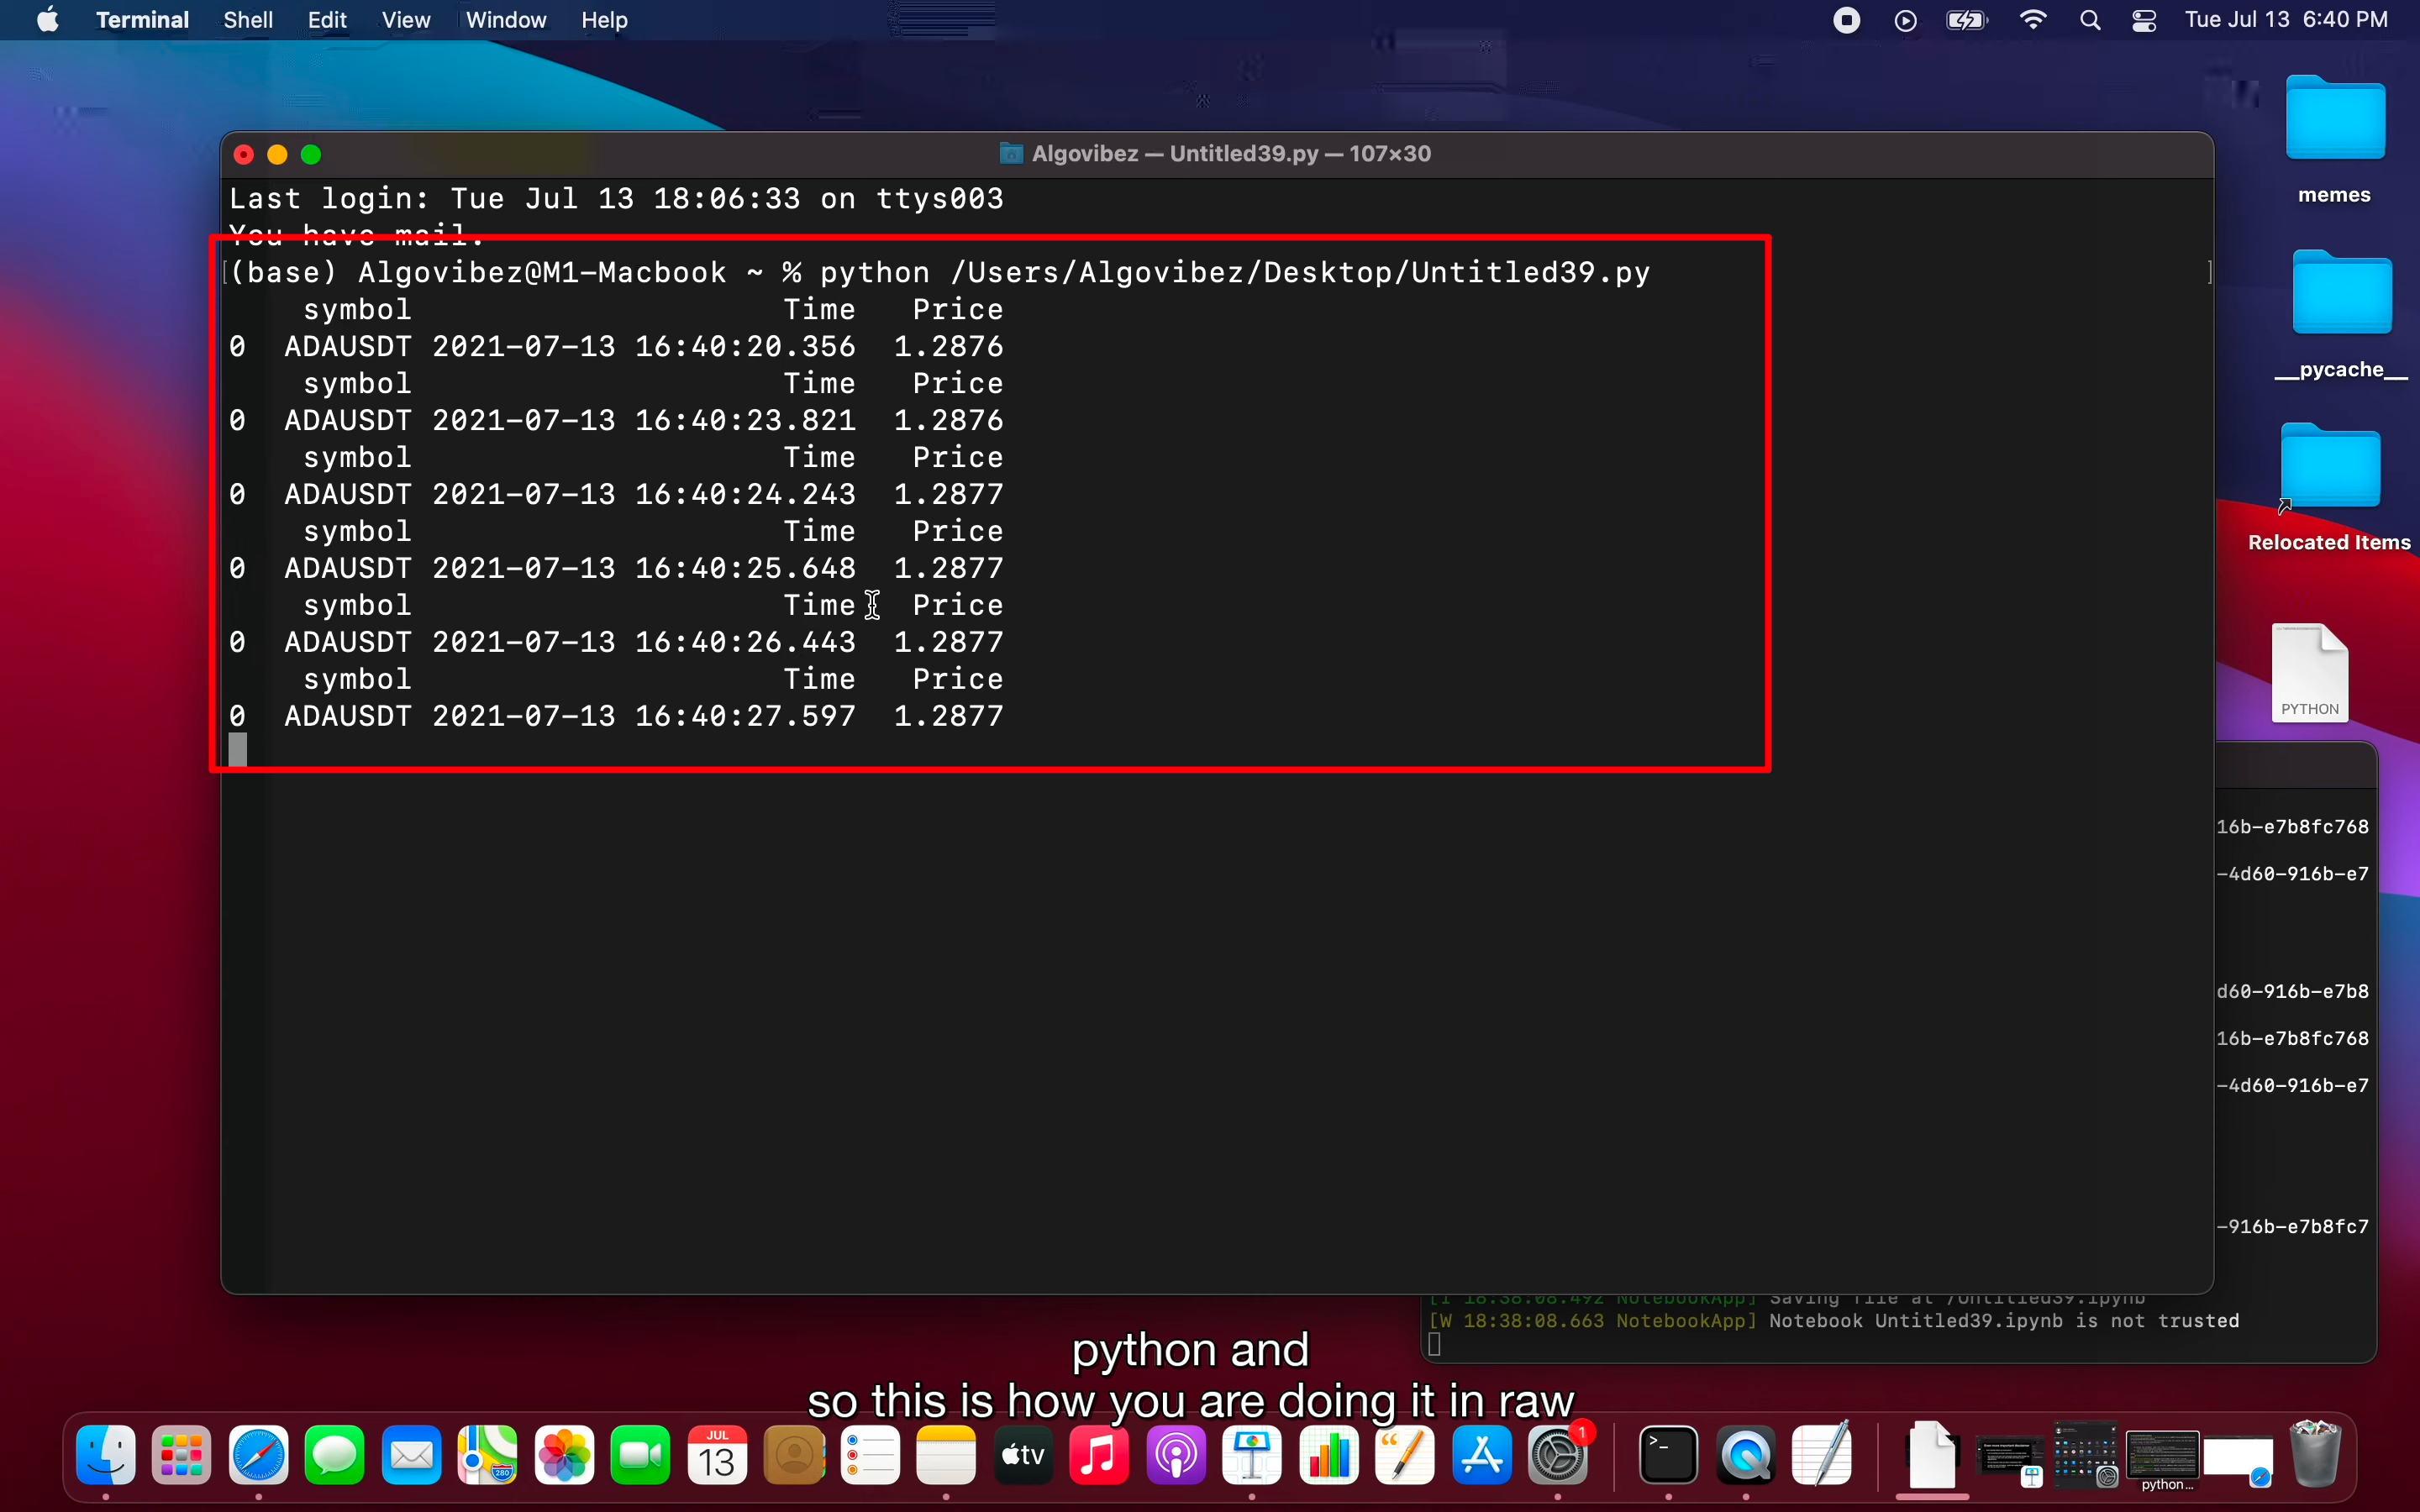 Terminal Shell Edit View Window Help
Tue Jul 13 6:40 PM
Algovibez — Untitled39.py — 107×30
Last login: Tue Jul 13 18:06:33 on ttys003
You have mail.
[(base) Algovibez@M1-Macbook ~ % python /Users/Algovibez/Desktop/Untitled39.py ]
symbol Time Price
0 ADAUSDT 2021-07-13 16:40:20.356 1.2876
symbol Time Price
0 ADAUSDT 2021-07-13 16:40:23.821 1.2876
symbol Time Price
0 ADAUSDT 2021-07-13 16:40:24.243 1.2877
symbol Time Price
0 ADAUSDT 2021-07-13 16:40:25.648 1.2877
symbol Time Price
0 ADAUSDT 2021-07-13 16:40:26.443 1.2877
symbol Time Price
0 ADAUSDT 2021-07-13 16:40:27.597 1.2877
memes
__pycache__
Relocated Items
PYTHON
16b-e7b8fc768
-4d60-916b-e7
d60-916b-e7b8
16b-e7b8fc768
-4d60-916b-e7
-916b-e7b8fc7
[I 18:38:08.492 NotebookApp] Saving file at /Untitled39.ipynb
[W 18:38:08.663 NotebookApp] Notebook Untitled39.ipynb is not trusted
python and
so this is how you are doing it in raw
JUL
13
280
tv
1
>_
python...